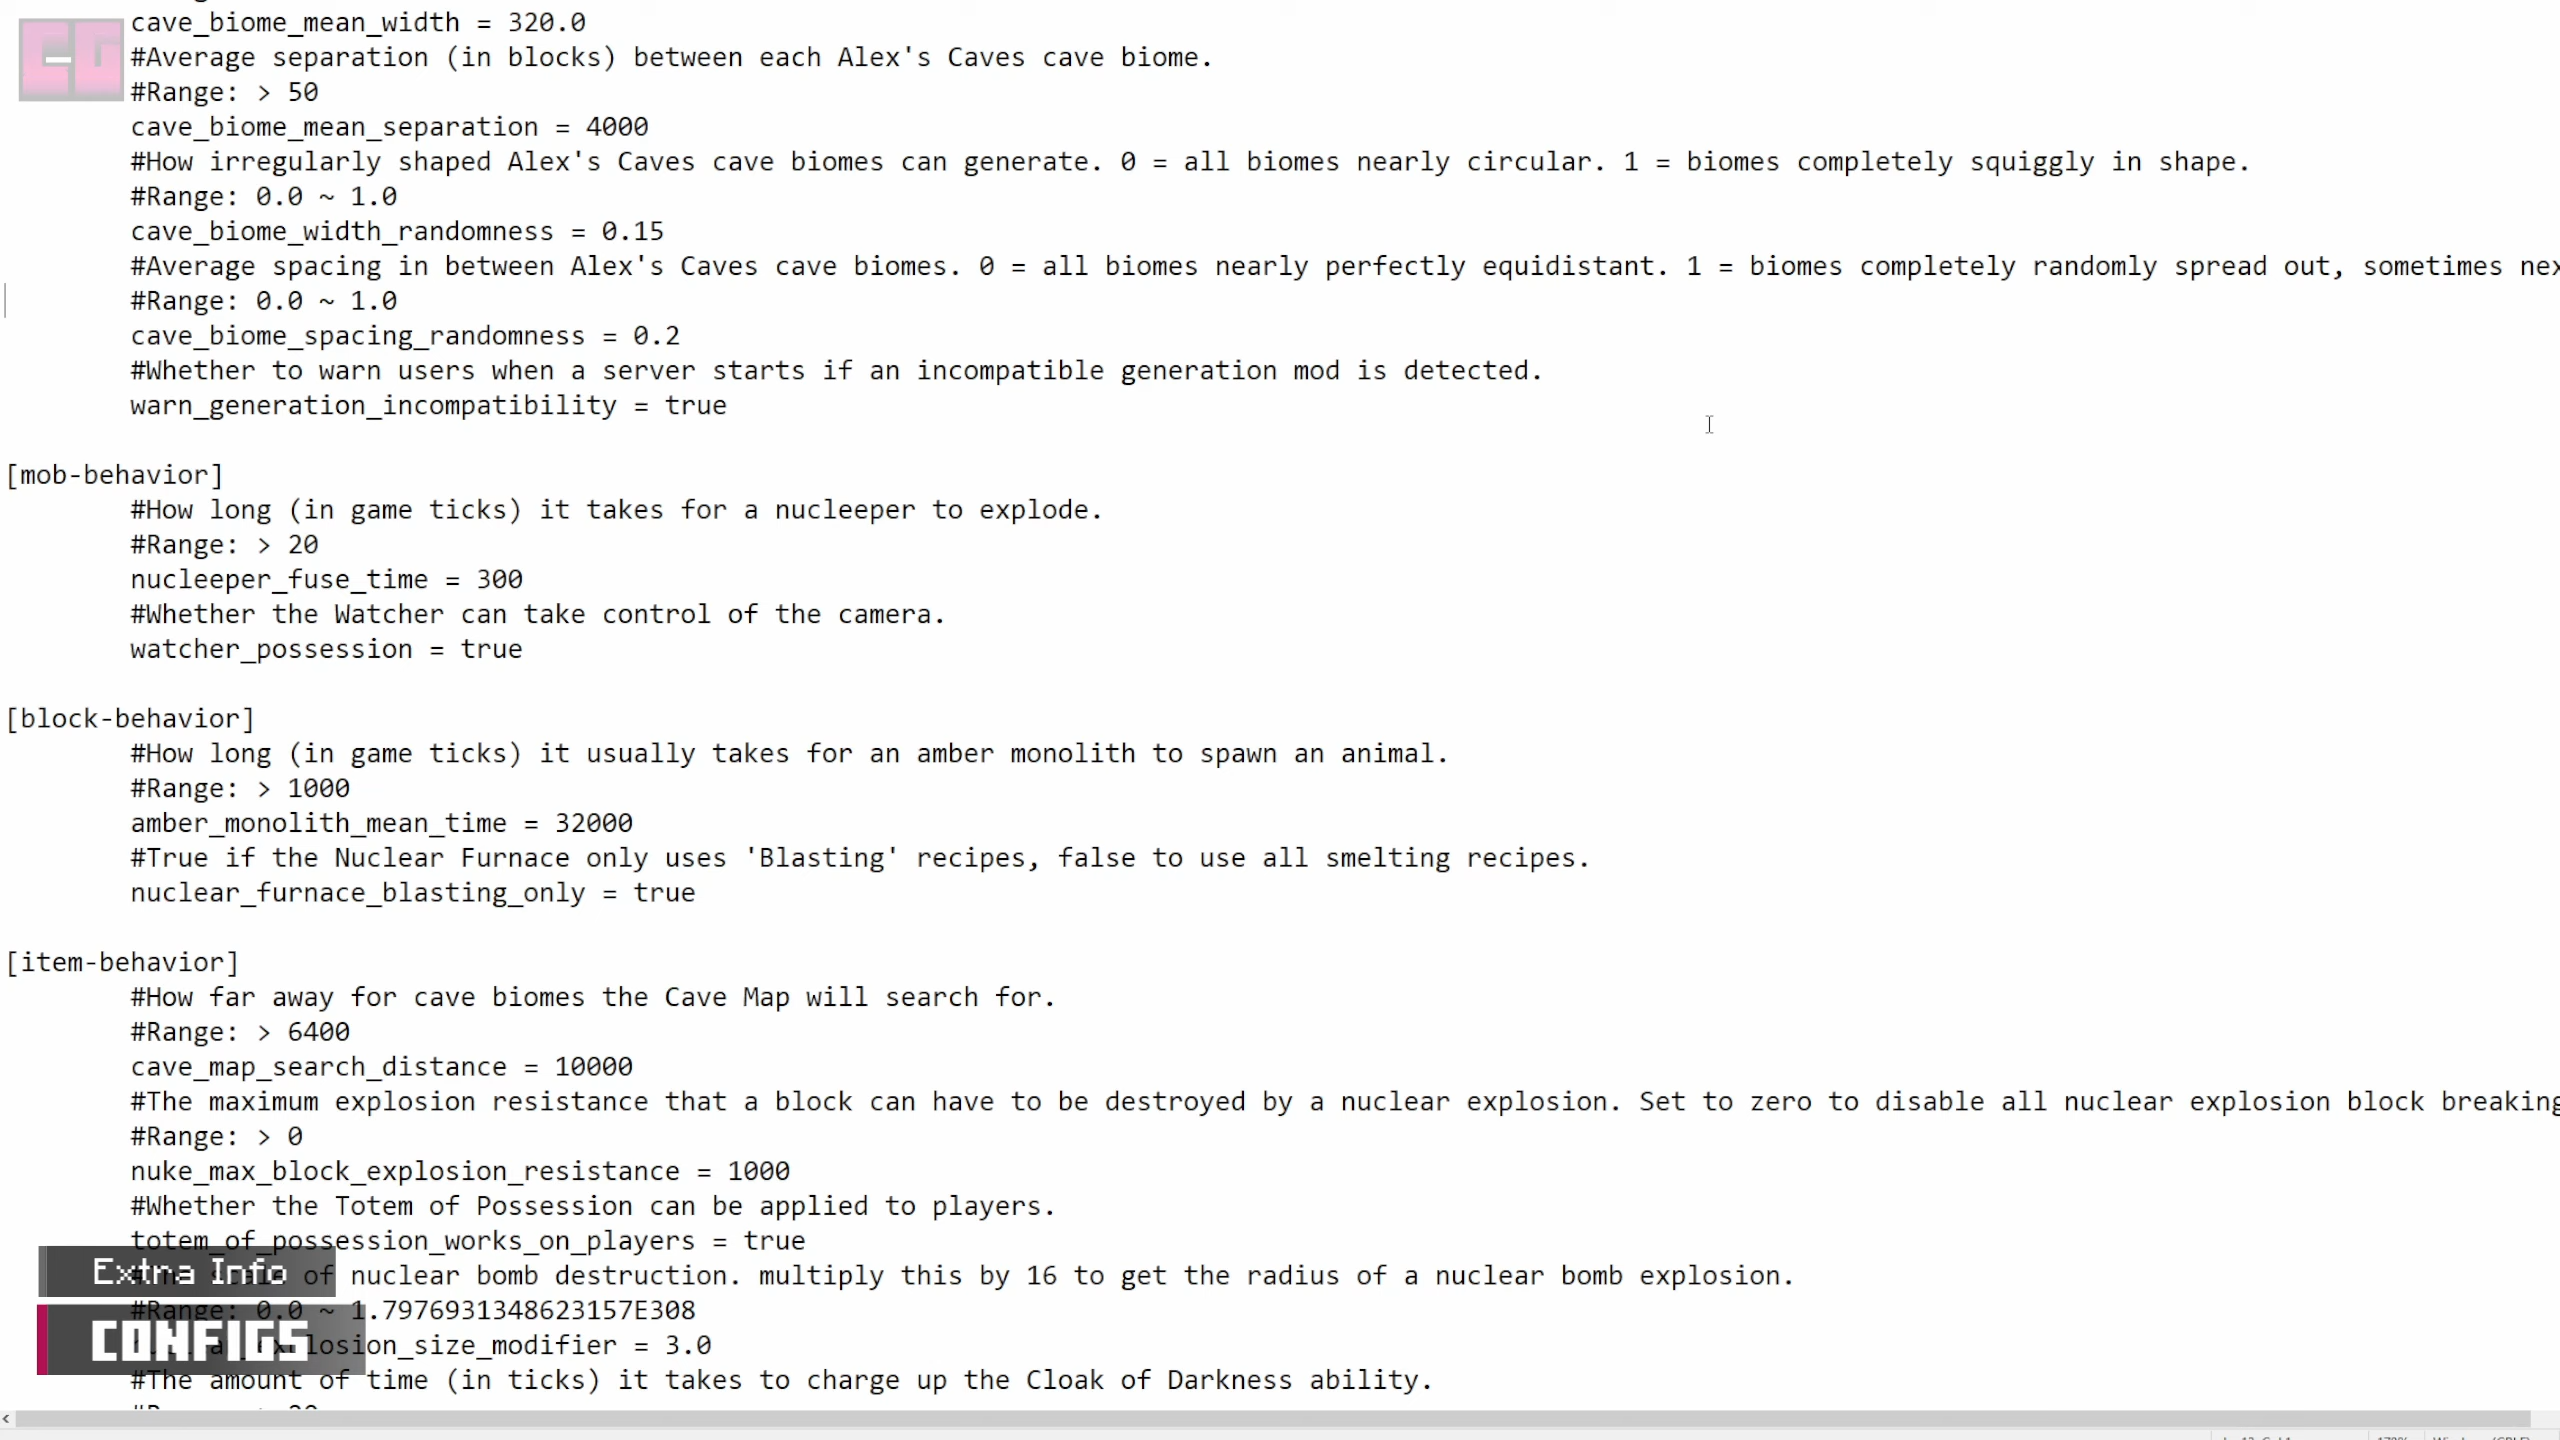 cave_biome_mean_width = 320.0
CG
#Average separation (in blocks) between each Alex's Caves cave biome.
#Range: > 50
cave_biome_mean_separation = 4000
#How irregularly shaped Alex's Caves cave biomes can generate. 0 = all biomes nearly circular. 1 = biomes completely squiggly in shape.
#Range: 0.0 ~ 1.0
cave_biome_width_randomness = 0.15
#Average spacing in between Alex's Caves cave biomes. 0 = all biomes nearly perfectly equidistant. 1 = biomes completely randomly spread out, sometimes nex
#Range: 0.0 ~ 1.0
cave_biome_spacing_randomness = 0.2
#Whether to warn users when a server starts if an incompatible generation mod is detected.
warn_generation_incompatibility = true
[mob-behavior]
#How long (in game ticks) it takes for a nucleeper to explode.
#Range: > 20
nucleeper_fuse_time = 300
#Whether the Watcher can take control of the camera.
watcher_possession = true
[block-behavior]
#How long (in game ticks) it usually takes for an amber monolith to spawn an animal.
#Range: > 1000
amber_monolith_mean_time = 32000
#True if the Nuclear Furnace only uses 'Blasting' recipes, false to use all smelting recipes.
nuclear_furnace_blasting_only = true
[item-behavior]
#How far away for cave biomes the Cave Map will search for.
#Range: > 6400
cave_map_search_distance = 10000
#The maximum explosion resistance that a block can have to be destroyed by a nuclear explosion. Set to zero to disable all nuclear explosion block breaking
#Range: > 0
nuke_max_block_explosion_resistance = 1000
#Whether the Totem of Possession can be applied to players.
totem_of_possession_works_on_players = true
Extra Info
of nuclear bomb destruction. multiply this by 16 to get the radius of a nuclear bomb explosion.
#Range: 0.0 ~ 1.7976931348623157E308
CONFIGS
losion_size_modifier = 3.0
#The amount of time (in ticks) it takes to charge up the Cloak of Darkness ability.